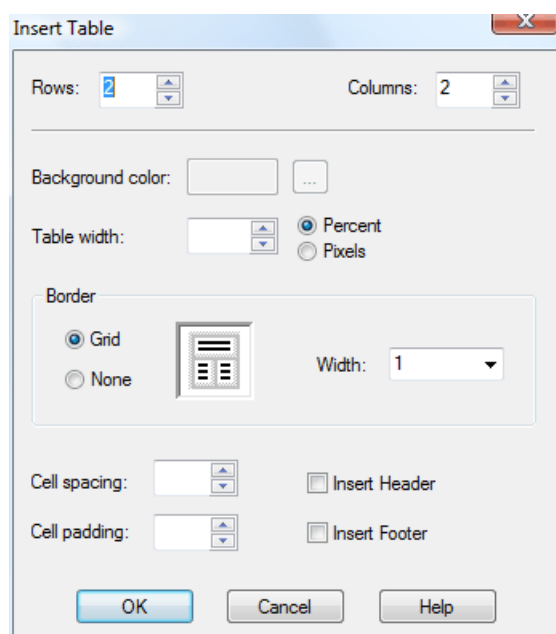 Insert Table
Rows: 2 Columns: 2
Background color: ...
Table width: Percent
Pixels
Border
Grid
None
Width: 1
Cell spacing: Insert Header
Cell padding: Insert Footer
OK Cancel Help